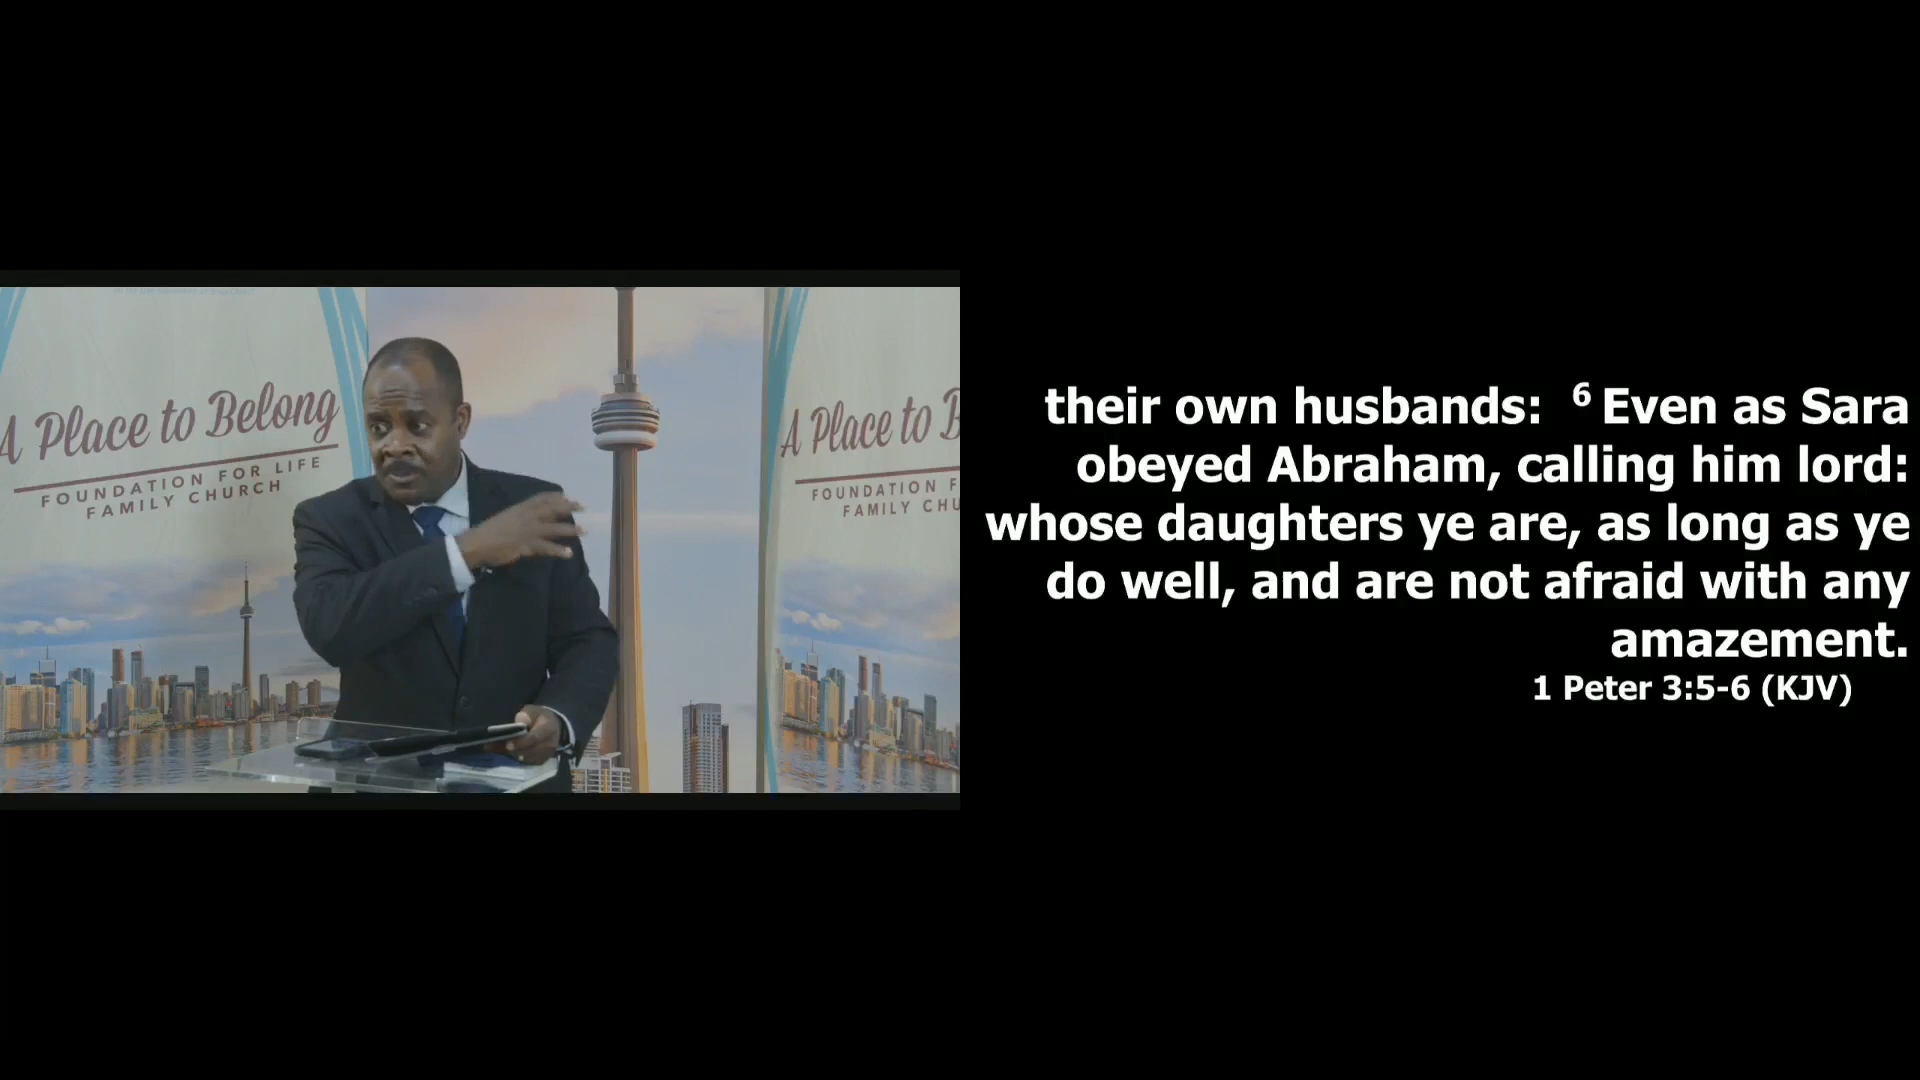 A Place to Belong
FOUNDATION FOR LIFE
FAMILY CHURCH
A Place to
FOUNDATION
FAMILY
their own husbands: 6 Even as Sara
obeyed Abraham, calling him lord:
whose daughters ye are, as long as ye
do well, and are not afraid with any
amazement.
1 Peter 3:5-6 (KJV)